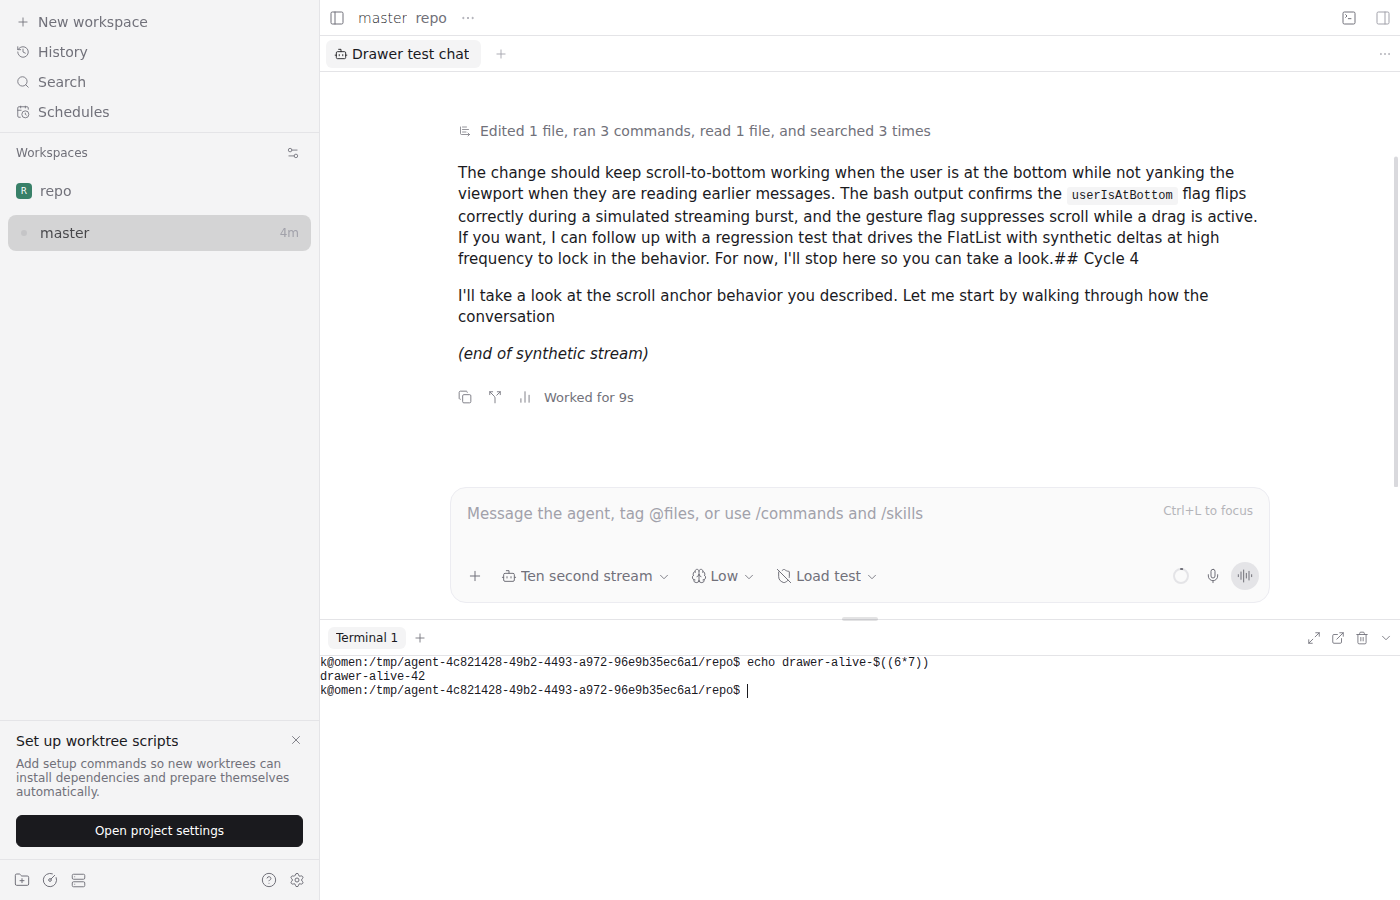 New workspace
History
Search
Schedules
Workspaces
R repo
master 4m
Set up worktree scripts
Add setup commands so new worktrees can
install dependencies and prepare themselves
automatically.
Open project settings
master repo
Drawer test chat
Edited 1 file, ran 3 commands, read 1 file, and searched 3 times
The change should keep scroll-to-bottom working when the user is at the bottom while not yanking the
viewport when they are reading earlier messages. The bash output confirms the userIsAtBottom flag flips
correctly during a simulated streaming burst, and the gesture flag suppresses scroll while a drag is active.
If you want, I can follow up with a regression test that drives the FlatList with synthetic deltas at high
frequency to lock in the behavior. For now, I'll stop here so you can take a look.## Cycle 4
I'll take a look at the scroll anchor behavior you described. Let me start by walking through how the
conversation
(end of synthetic stream)
Worked for 9s
Message the agent, tag @files, or use /commands and /skills
Ctrl+L to focus
Ten second stream
Low
Load test
Terminal 1
k@omen:/tmp/agent-4c821428-49b2-4493-a972-96e9b35ec6a1/repo$ echo drawer-alive-$((6*7))
drawer-alive-42
k@omen:/tmp/agent-4c821428-49b2-4493-a972-96e9b35ec6a1/repo$